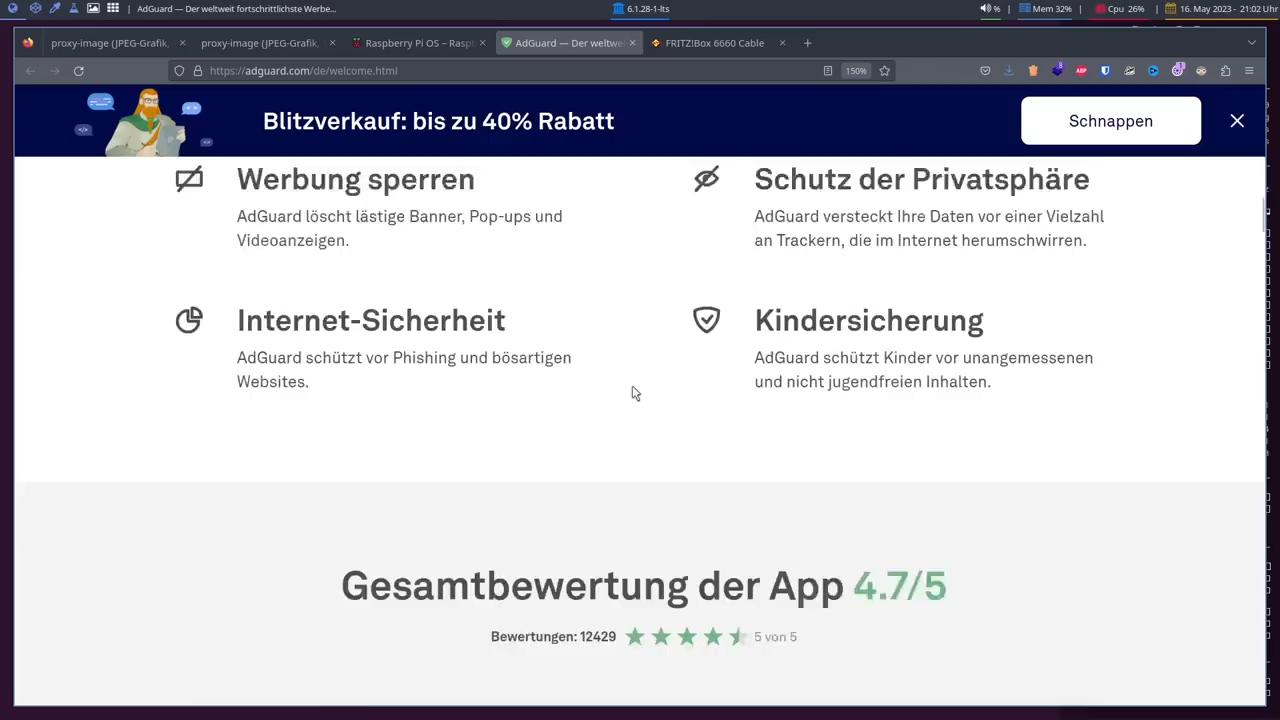 AdGuard — Der weltweit fortschrittlichste Werbe...
6.1.28-1-lts
%
Mem 32%
Cpu 26%
16. May 2023 - 21:02 Uhr
proxy-image (JPEG-Grafik,
proxy-image (JPEG-Grafik,
Raspberry Pi OS – Rasp
AdGuard — Der weltwe
FRITZ!Box 6660 Cable
https://adguard.com/de/welcome.html
150%
ABP
Blitzverkauf: bis zu 40% Rabatt
Schnappen
Werbung sperren
AdGuard löscht lästige Banner, Pop-ups und
Videoanzeigen.
Schutz der Privatsphäre
AdGuard versteckt Ihre Daten vor einer Vielzahl
an Trackern, die im Internet herumschwirren.
Internet-Sicherheit
AdGuard schützt vor Phishing und bösartigen
Websites.
Kindersicherung
AdGuard schützt Kinder vor unangemessenen
und nicht jugendfreien Inhalten.
Gesamtbewertung der App 4.7/5
Bewertungen: 12429
5 von 5